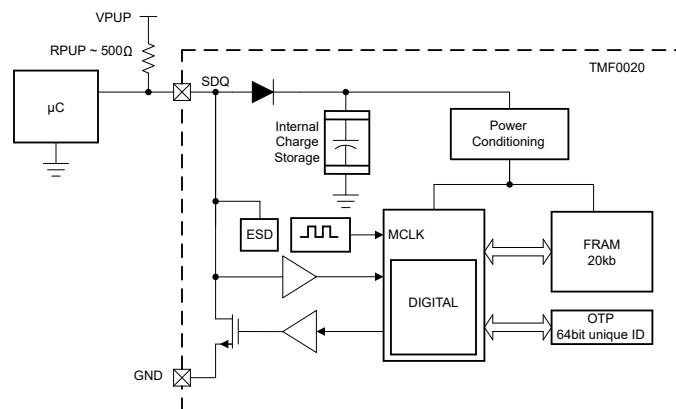 VPUP
RPUP ~ 500Ω
TMF0020
SDQ
µC
Internal
Charge
Storage
Power
Conditioning
ESD
MCLK
FRAM
20kb
DIGITAL
OTP
64bit unique ID
GND